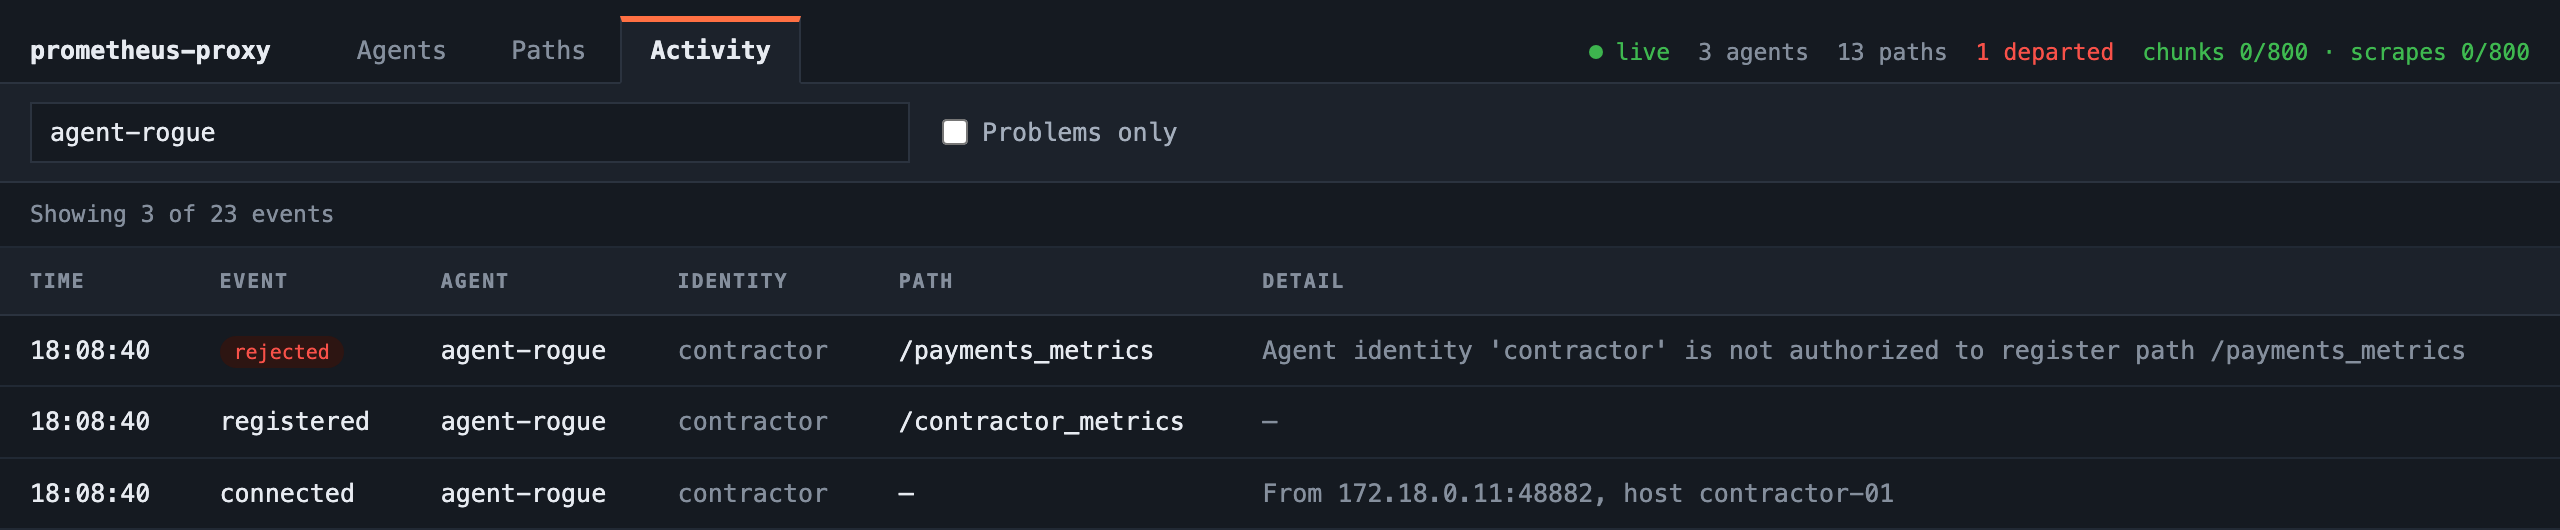 prometheus-proxy Agents Paths Activity ● live 3 agents 13 paths 1 departed chunks 0/800 · scrapes 0/800
agent-rogue Problems only
Showing 3 of 23 events
TIME EVENT AGENT IDENTITY PATH DETAIL
18:08:40 rejected agent-rogue contractor /payments_metrics Agent identity 'contractor' is not authorized to register path /payments_metrics
18:08:40 registered agent-rogue contractor /contractor_metrics —
18:08:40 connected agent-rogue contractor — From 172.18.0.11:48882, host contractor-01